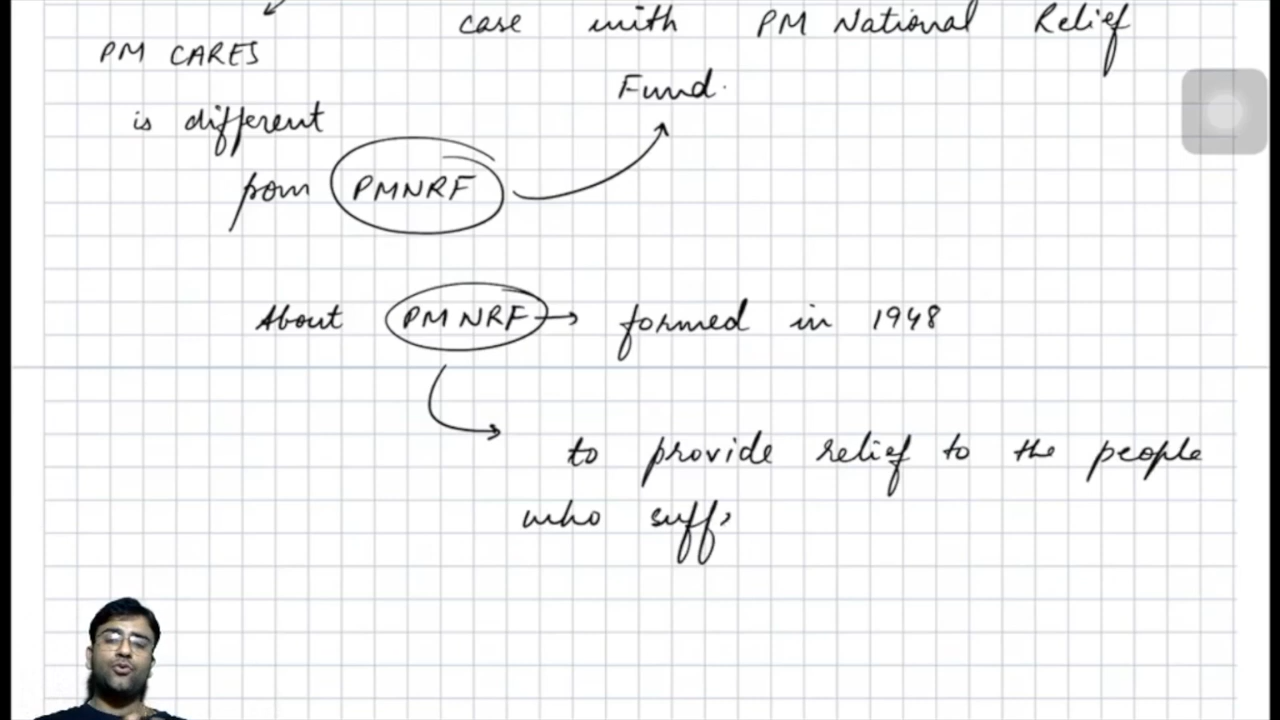 case with PM National Relief
Fund.
PM CARES
is different
from PMNRF
About PMNRF → formed in 1948
to provide relief to the people
who suff